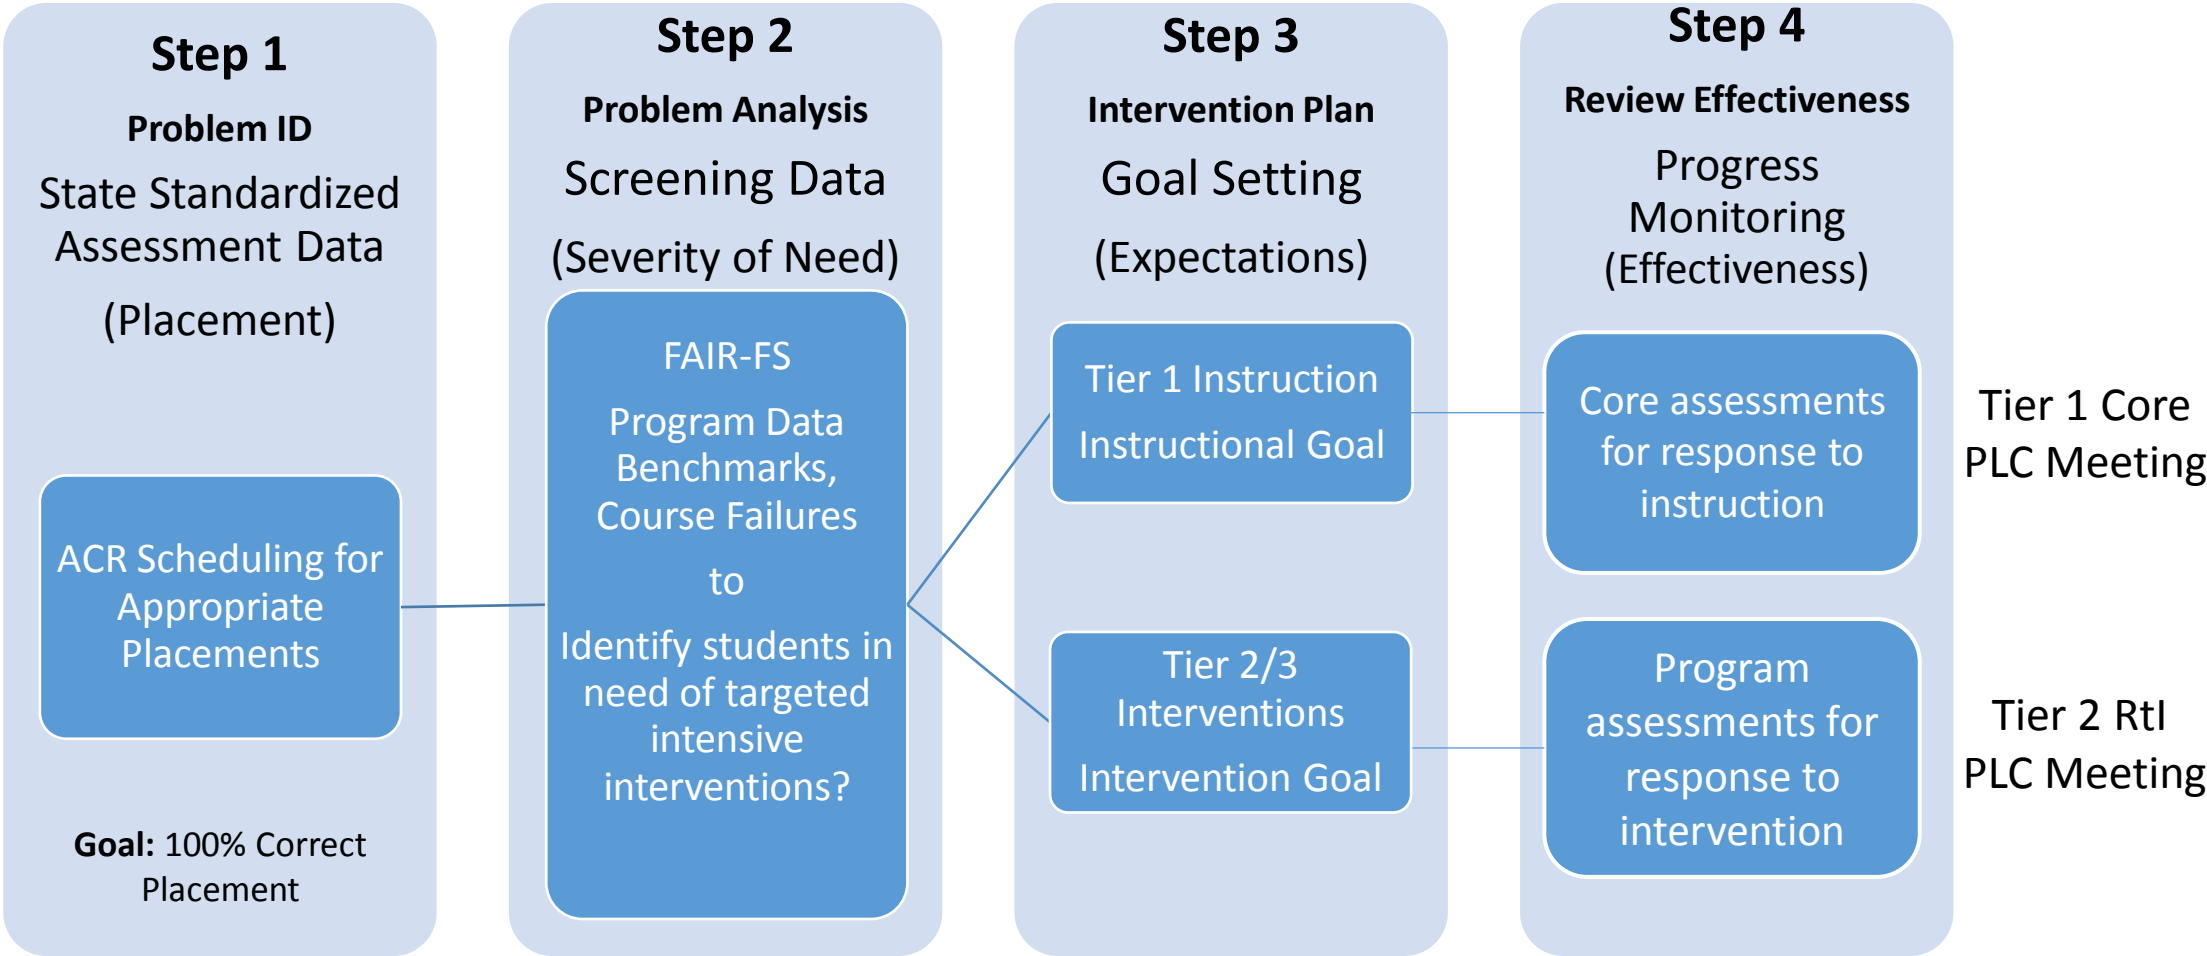 Step 1
Problem ID
State Standardized
Assessment Data
(Placement)
ACR Scheduling for
Appropriate
Placements
Goal: 100% Correct
Placement
Step 2
Problem Analysis
Screening Data
(Severity of Need)
FAIR-FS
Program Data
Benchmarks,
Course Failures
to
Identify students in
need of targeted
intensive
interventions?
Step 3
Intervention Plan
Goal Setting
(Expectations)
Tier 1 Instruction
Instructional Goal
Tier 2/3
Interventions
Intervention Goal
Step 4
Review Effectiveness
Progress
Monitoring
(Effectiveness)
Core assessments
for response to
instruction
Program
assessments for
response to
intervention
Tier 1 Core
PLC Meeting
Tier 2 RtI
PLC Meeting